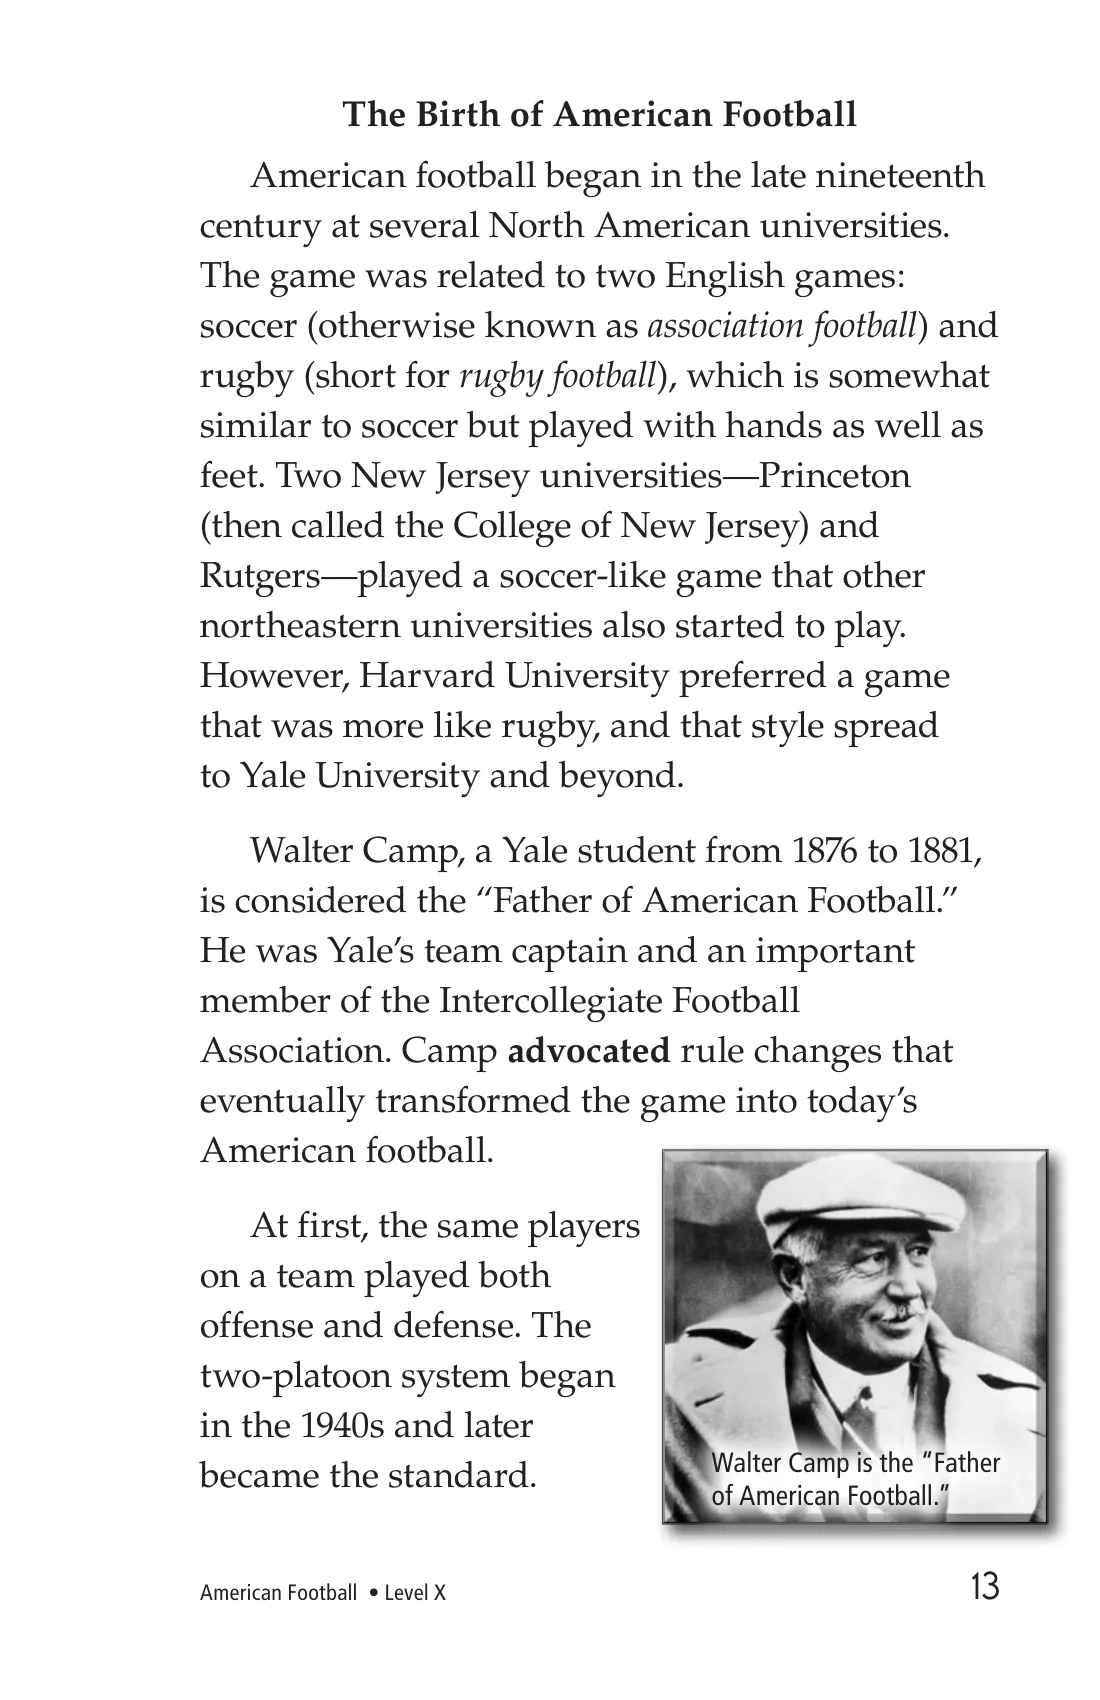 The Birth of American Football
American football began in the late nineteenth
century at several North American universities.
The game was related to two English games:
soccer (otherwise known as association football) and
rugby (short for rugby football), which is somewhat
similar to soccer but played with hands as well as
feet. Two New Jersey universities—Princeton
(then called the College of New Jersey) and
Rutgers—played a soccer-like game that other
northeastern universities also started to play.
However, Harvard University preferred a game
that was more like rugby, and that style spread
to Yale University and beyond.
Walter Camp, a Yale student from 1876 to 1881,
is considered the “Father of American Football.”
He was Yale’s team captain and an important
member of the Intercollegiate Football
Association. Camp advocated rule changes that
eventually transformed the game into today’s
American football.
At first, the same players
on a team played both
offense and defense. The
two-platoon system began
in the 1940s and later
became the standard.
Walter Camp is the “Father
of American Football.”
American Football • Level X
13